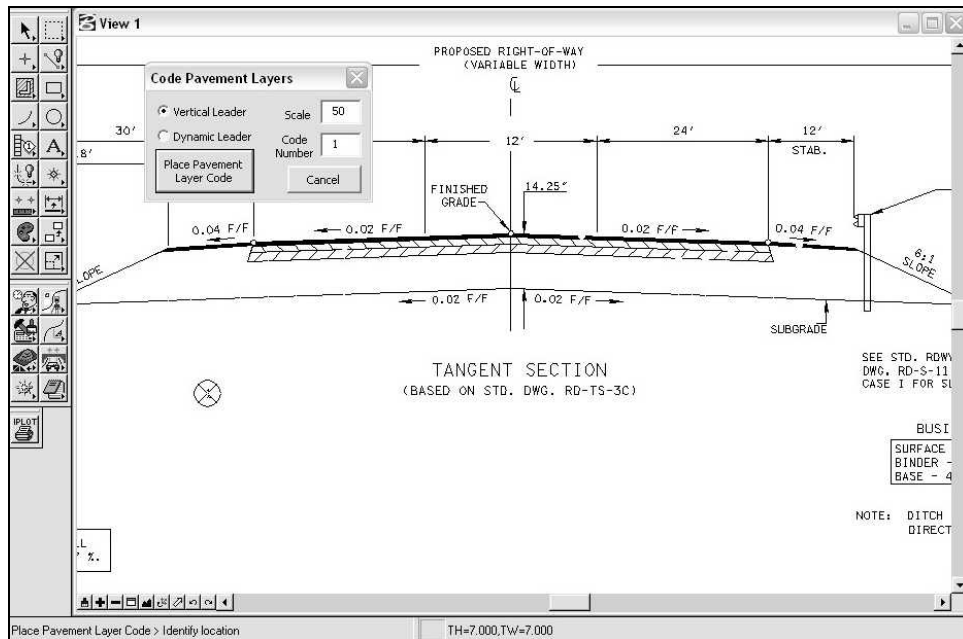 View 1
PROPOSED RIGHT-OF-WAY
(VARIABLE WIDTH)
Code Pavement Layers
Vertical Leader
Scale
50
Dynamic Leader
Code
Number
1
Place Pavement
Layer Code
Cancel
30'
12'
24'
12'
.8'
STAB.
FINISHED
GRADE
14.25"
0.04 F/F
0.02 F/F
0.02 F/F
0.04 F/F
LOPE
6:1
SLOPE
0.02 F/F
0.02 F/F
SUBGRADE
TANGENT SECTION
(BASED ON STD. DWG. RD-TS-3C)
SEE STD. RDWY
DWG. RD-S-11
CASE I FOR SL
BUSI
SURFACE
BINDER -
BASE - 4
NOTE: DITCH
DIRECT
LL
%.
IPLOT
Place Pavement Layer Code > Identify location
TH=7.000,TW=7.000